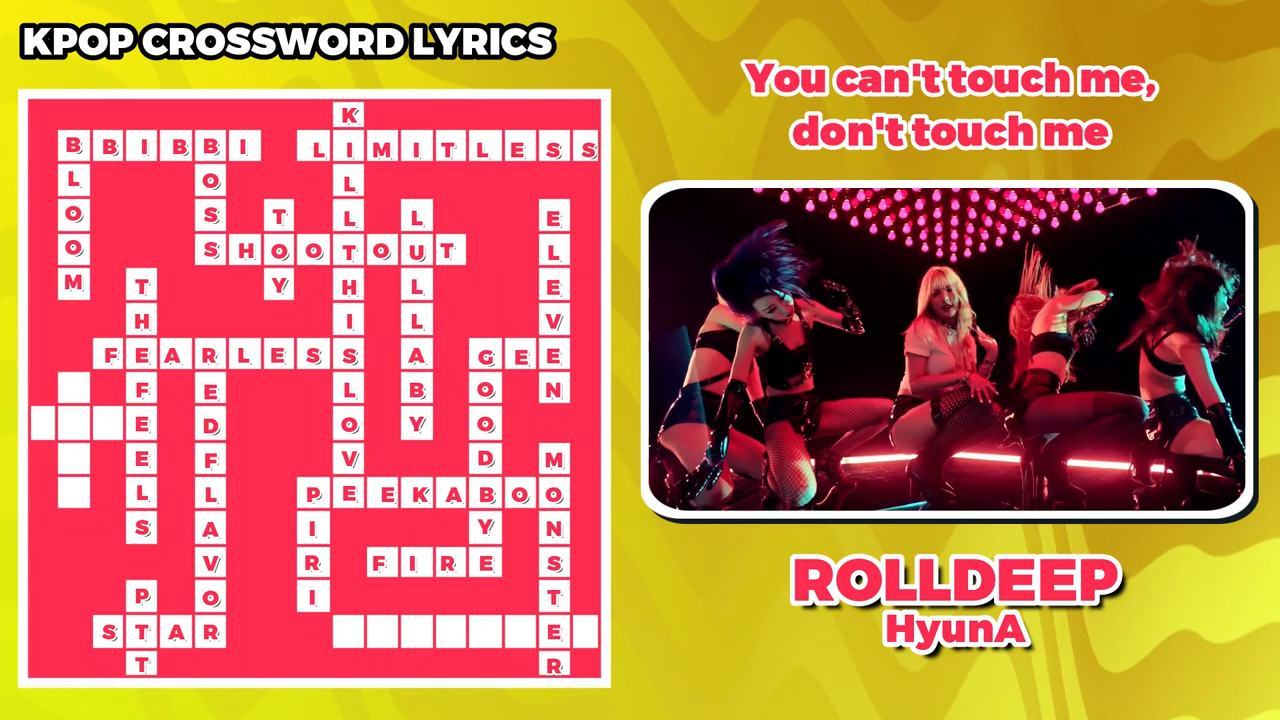 KPOP CROSSWORD LYRICS
KILLTHISLOVE
BBIBBI
LIMITLESS
BLOOM
BOSS
TOY
LULLABY
ELEVEN
SHOOTOUT
THEFEELS
FEARLESS
GEE
REDFLAVOR
GOODBYE
MONSTER
PEEKABOO
PIRI
FIRE
PTT
STAR
You can't touch me,
don't touch me
ROLLDEEP
HyunA